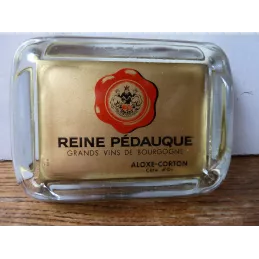 REINE PÉDAUQUE
GRANDS VINS DE BOURGOGNE
ALOXE-CORTON